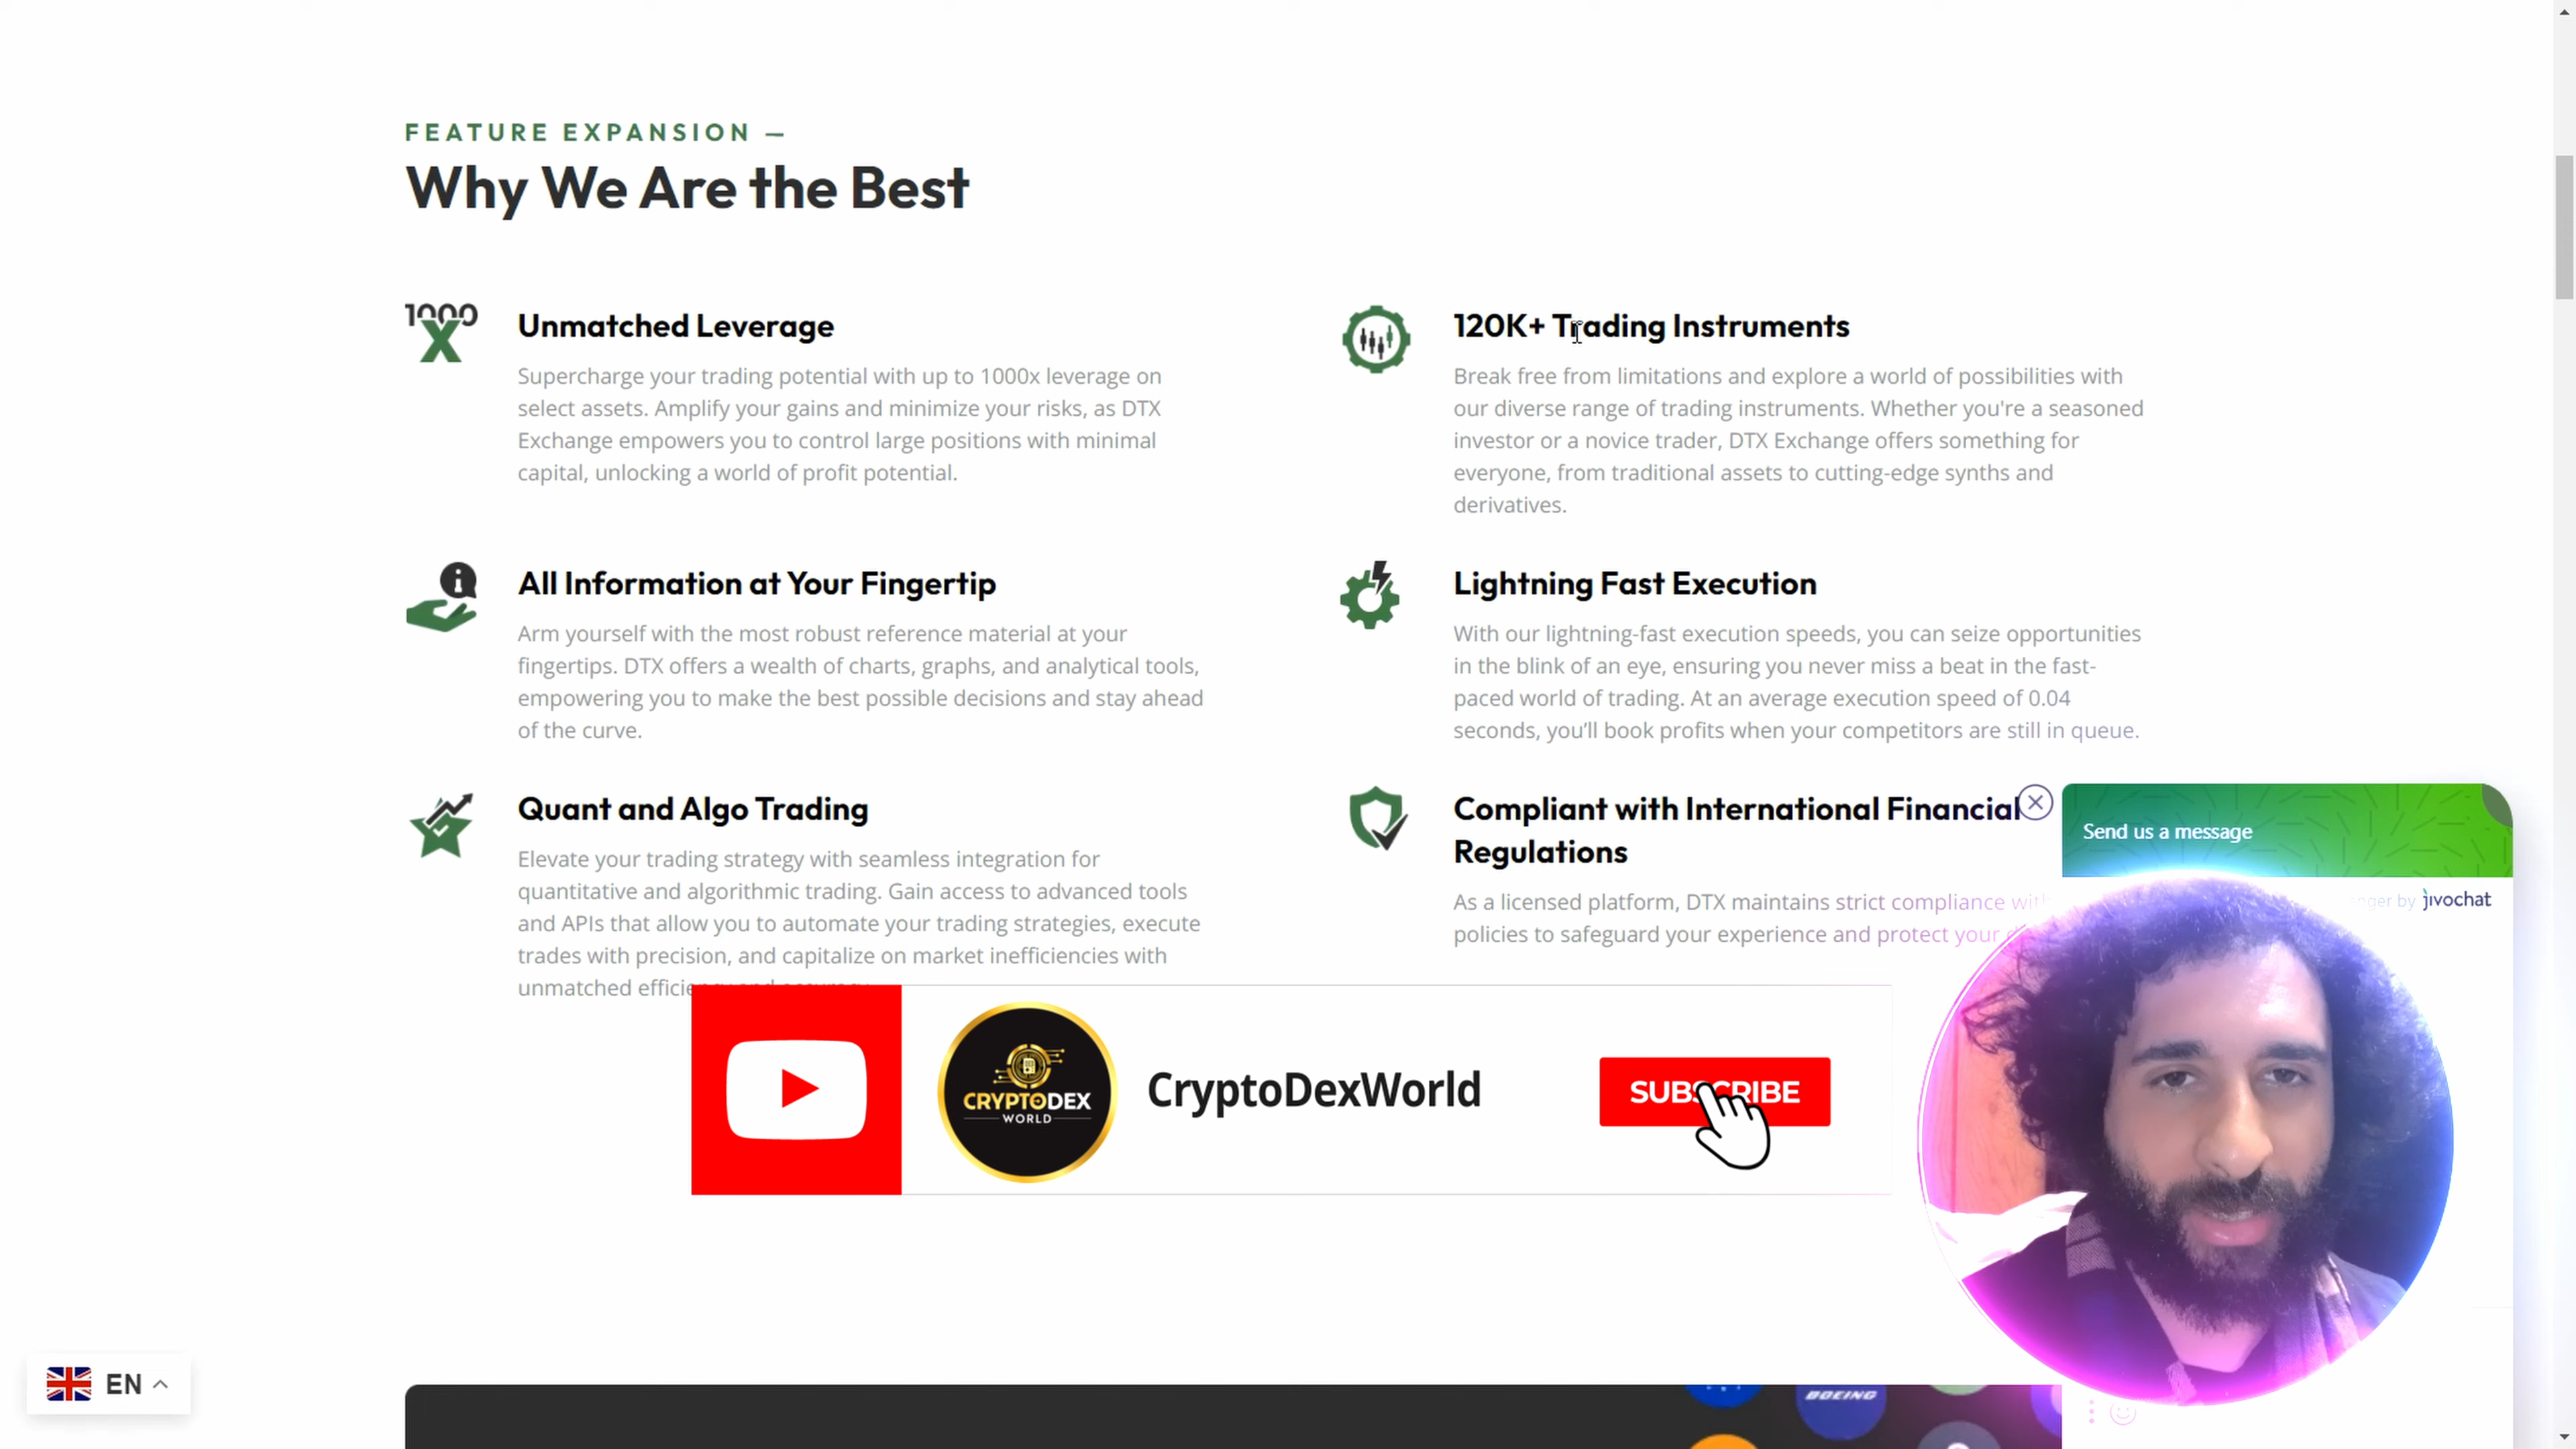 FEATURE EXPANSION —
Why We Are the Best
1000
X
Unmatched Leverage
Supercharge your trading potential with up to 1000x leverage on
select assets. Amplify your gains and minimize your risks, as DTX
Exchange empowers you to control large positions with minimal
capital, unlocking a world of profit potential.
120K+ Trading Instruments
Break free from limitations and explore a world of possibilities with
our diverse range of trading instruments. Whether you're a seasoned
investor or a novice trader, DTX Exchange offers something for
everyone, from traditional assets to cutting-edge synths and
derivatives.
All Information at Your Fingertip
Arm yourself with the most robust reference material at your
fingertips. DTX offers a wealth of charts, graphs, and analytical tools,
empowering you to make the best possible decisions and stay ahead
of the curve.
Lightning Fast Execution
With our lightning-fast execution speeds, you can seize opportunities
in the blink of an eye, ensuring you never miss a beat in the fast-
paced world of trading. At an average execution speed of 0.04
seconds, you'll book profits when your competitors are still in queue.
Quant and Algo Trading
Elevate your trading strategy with seamless integration for
quantitative and algorithmic trading. Gain access to advanced tools
and APIs that allow you to automate your trading strategies, execute
trades with precision, and capitalize on market inefficiencies with
unmatched
Compliant with International Financial
Regulations
As a licensed platform, DTX maintains strict compliance
policies to safeguard your experience and protect your
Send us a message
by jivochat
CRYPTODEX
WORLD
CryptoDexWorld
SUBSCRIBE
EN
BOEING